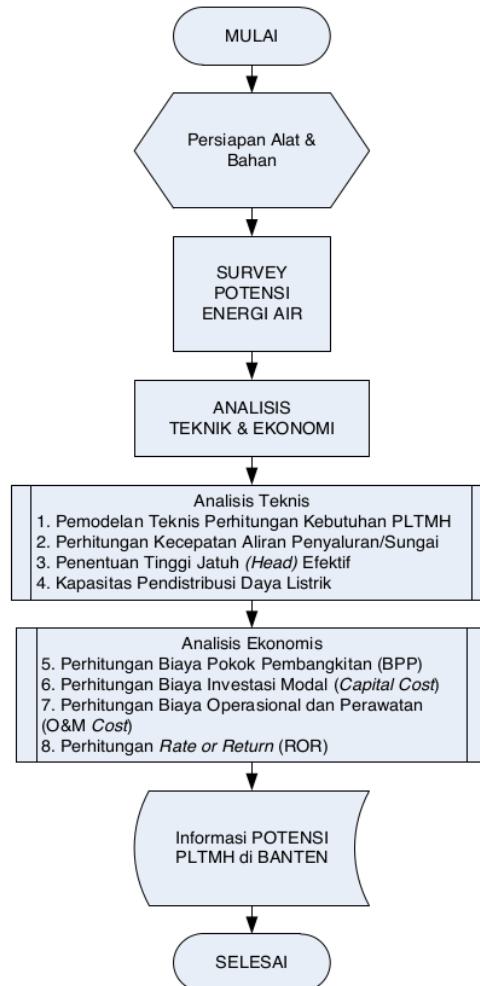 MULAI
Persiapan Alat &
Bahan
SURVEY
POTENSI
ENERGI AIR
ANALISIS
TEKNIK & EKONOMI
Analisis Teknis
1. Pemodelan Teknis Perhitungan Kebutuhan PLTMH
2. Perhitungan Kecepatan Aliran Penyaluran/Sungai
3. Penentuan Tinggi Jatuh (Head) Efektif
4. Kapasitas Pendistribusi Daya Listrik
Analisis Ekonomis
5. Perhitungan Biaya Pokok Pembangkitan (BPP)
6. Perhitungan Biaya Investasi Modal (Capital Cost)
7. Perhitungan Biaya Operasional dan Perawatan
(O&M Cost)
8. Perhitungan Rate or Return (ROR)
Informasi POTENSI
PLTMH di BANTEN
SELESAI